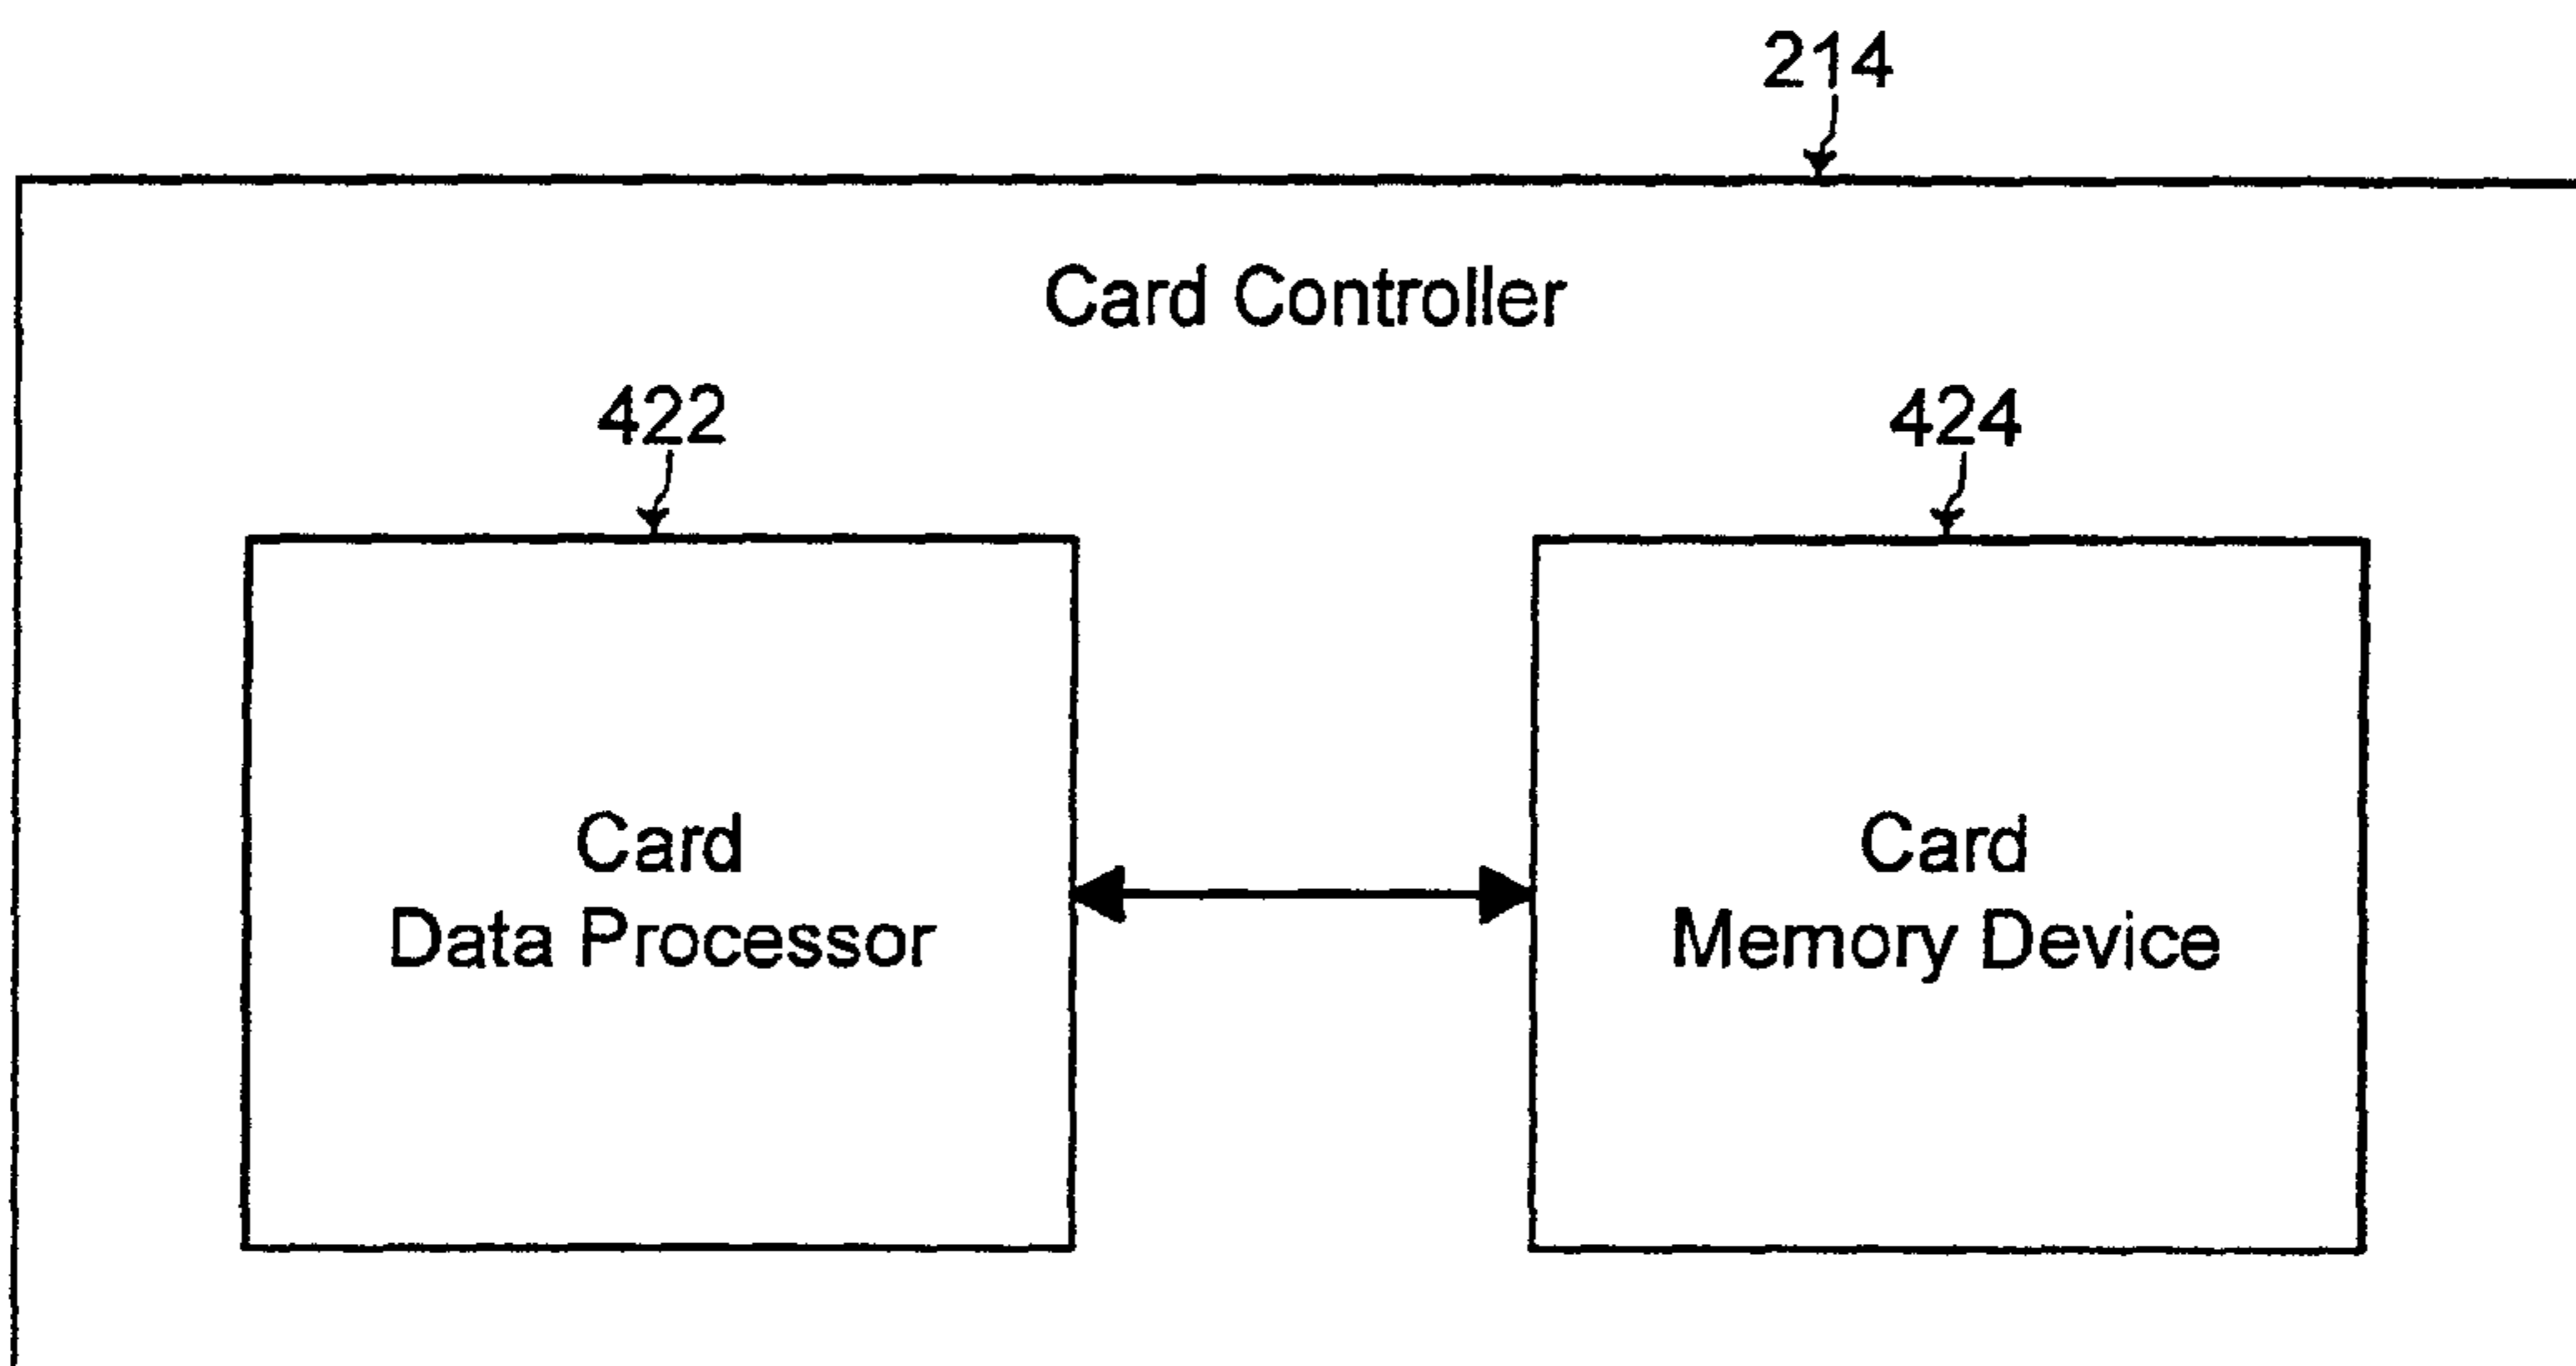 214
Card Controller
422
424
Card
Data Processor
Card
Memory Device